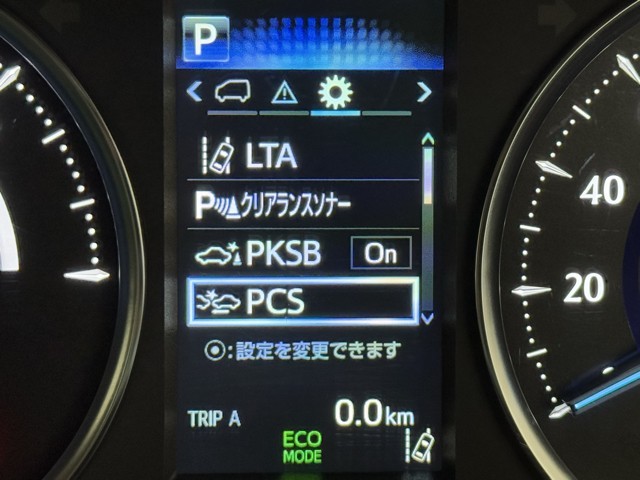 P
LTA
P クリアランスソナー
PKSB On
PCS
◉:設定を変更できます
TRIP A 0.0km
ECO
MODE
40
20